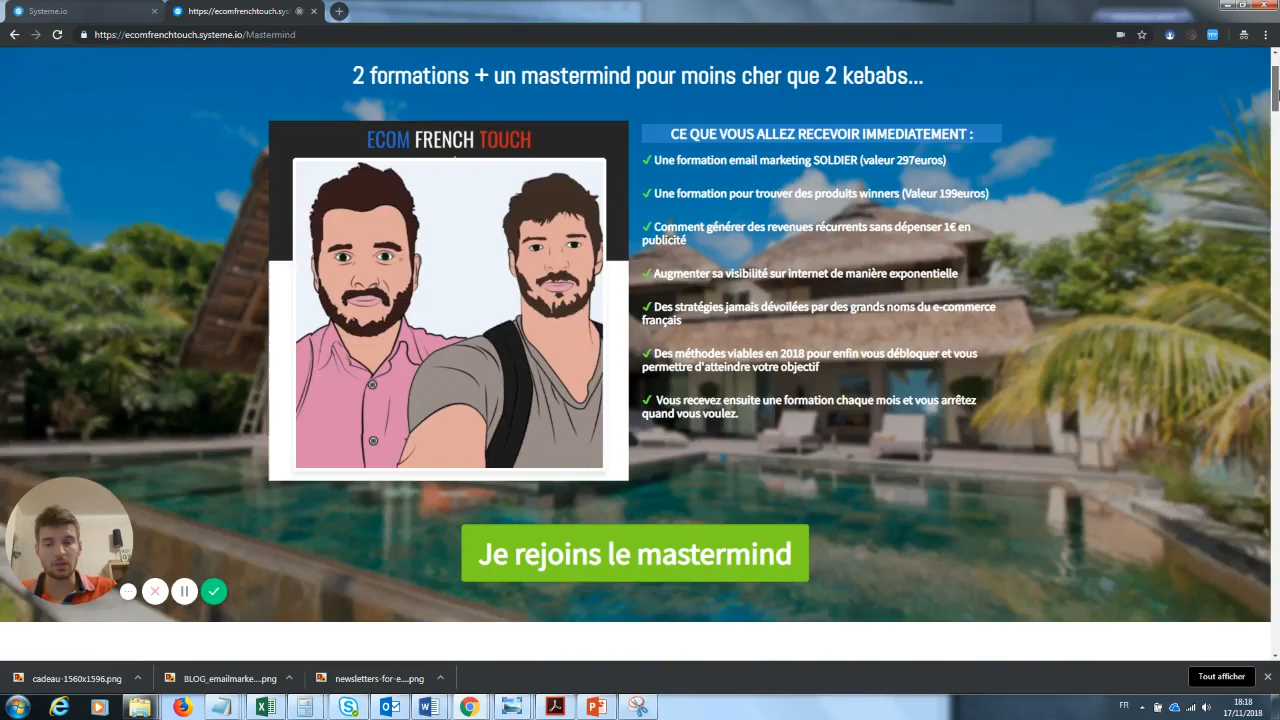 Systeme.io
https://ecomfrenchtouch.sys
https://ecomfrenchtouch.systeme.io/Mastermind
2 formations + un mastermind pour moins cher que 2 kebabs...
ECOM FRENCH TOUCH
CE QUE VOUS ALLEZ RECEVOIR IMMEDIATEMENT :
✓ Une formation email marketing SOLDIER (valeur 297euros)
✓ Une formation pour trouver des produits winners (Valeur 199euros)
✓ Comment générer des revenues récurrents sans dépenser 1€ en
publicité
✓ Augmenter sa visibilité sur internet de manière exponentielle
✓ Des stratégies jamais dévoilées par des grands noms du e-commerce
français
✓ Des méthodes viables en 2018 pour enfin vous débloquer et vous
permettre d'atteindre votre objectif
✓ Vous recevez ensuite une formation chaque mois et vous arrêtez
quand vous voulez.
Je rejoins le mastermind
cadeau-1560x1596.png
BLOG_emailmarke....png
newsletters-for-e....png
Tout afficher
FR
18:18
17/11/2018